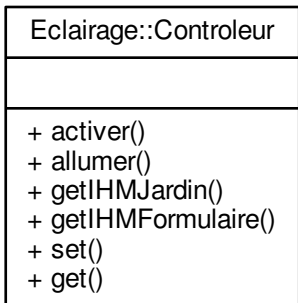 Eclairage::Controleur
+ activer()
+ allumer()
+ getIHMJardin()
+ getIHMFormulaire()
+ set()
+ get()